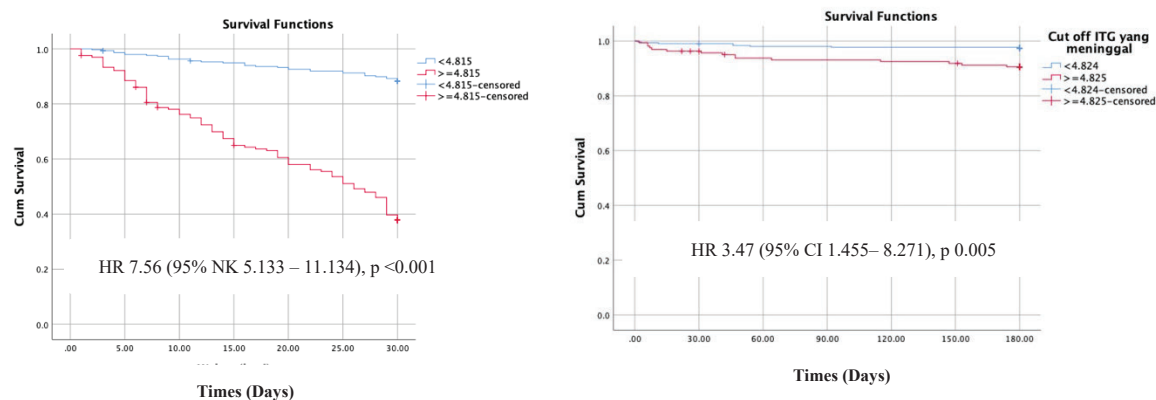 Survival Functions
1.0
0.8
0.6
0.4
0.2
0.0
Cum Survival
<4.815
>=4.815
<4.815-censored
>=4.815-censored
HR 7.56 (95% NK 5.133 – 11.134), p <0.001
.00 5.00 10.00 15.00 20.00 25.00 30.00
Times (Days)
Survival Functions
1.0
0.8
0.6
0.4
0.2
0.0
Cum Survival
Cut off ITG yang
meninggal
<4.824
>=4.825
<4.824-censored
>=4.825-censored
HR 3.47 (95% CI 1.455– 8.271), p 0.005
.00 30.00 60.00 90.00 120.00 150.00 180.00
Times (Days)